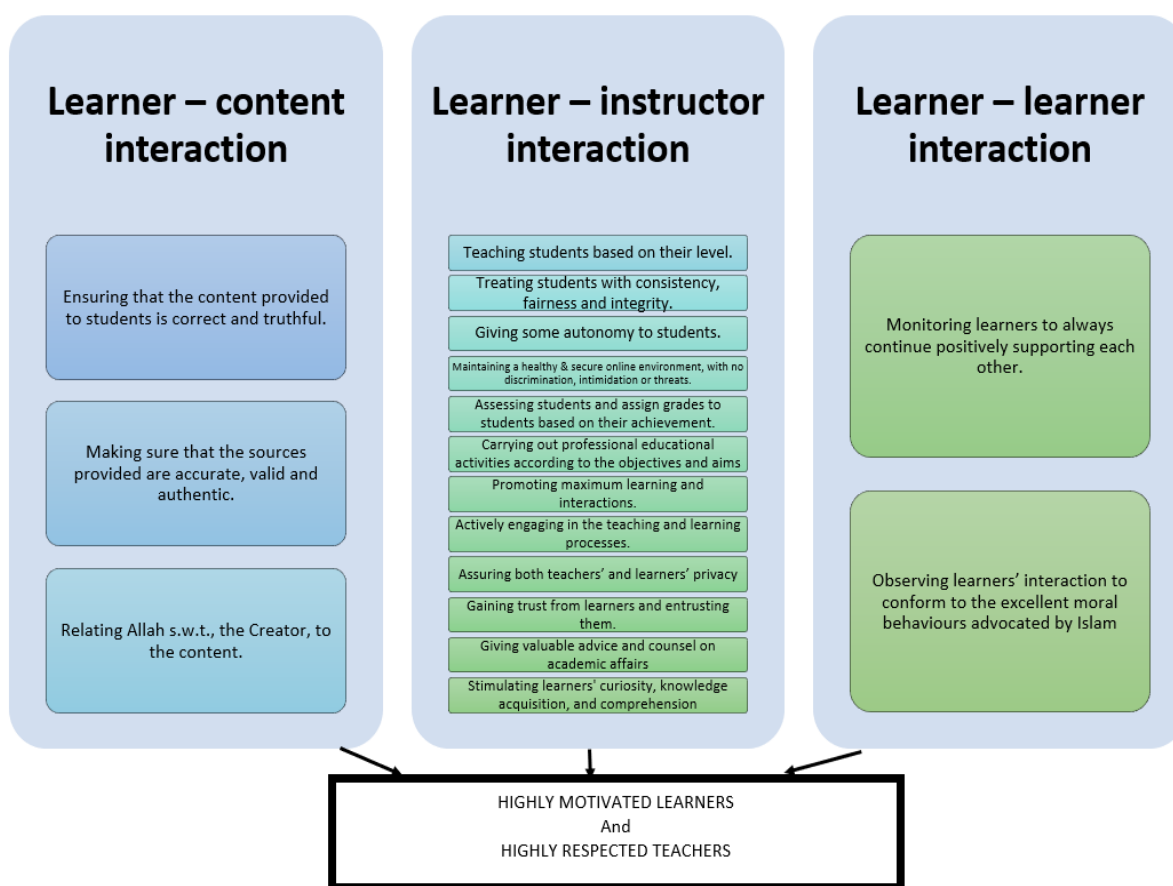 Learner – content
interaction
Ensuring that the content provided
to students is correct and truthful.
Making sure that the sources
provided are accurate, valid and
authentic.
Relating Allah s.w.t., the Creator, to
the content.
Learner – instructor
interaction
Teaching students based on their level.
Treating students with consistency,
fairness and integrity.
Giving some autonomy to students.
Maintaining a healthy & secure online environment, with no
discrimination, intimidation or threats.
Assessing students and assign grades to
students based on their achievement.
Carrying out professional educational
activities according to the objectives and aims
Promoting maximum learning and
interactions.
Actively engaging in the teaching and learning
processes.
Assuring both teachers’ and learners’ privacy
Gaining trust from learners and entrusting
them.
Giving valuable advice and counsel on
academic affairs
Stimulating learners' curiosity, knowledge
acquisition, and comprehension
Learner – learner
interaction
Monitoring learners to always
continue positively supporting each
other.
Observing learners’ interaction to
conform to the excellent moral
behaviours advocated by Islam
HIGHLY MOTIVATED LEARNERS
And
HIGHLY RESPECTED TEACHERS